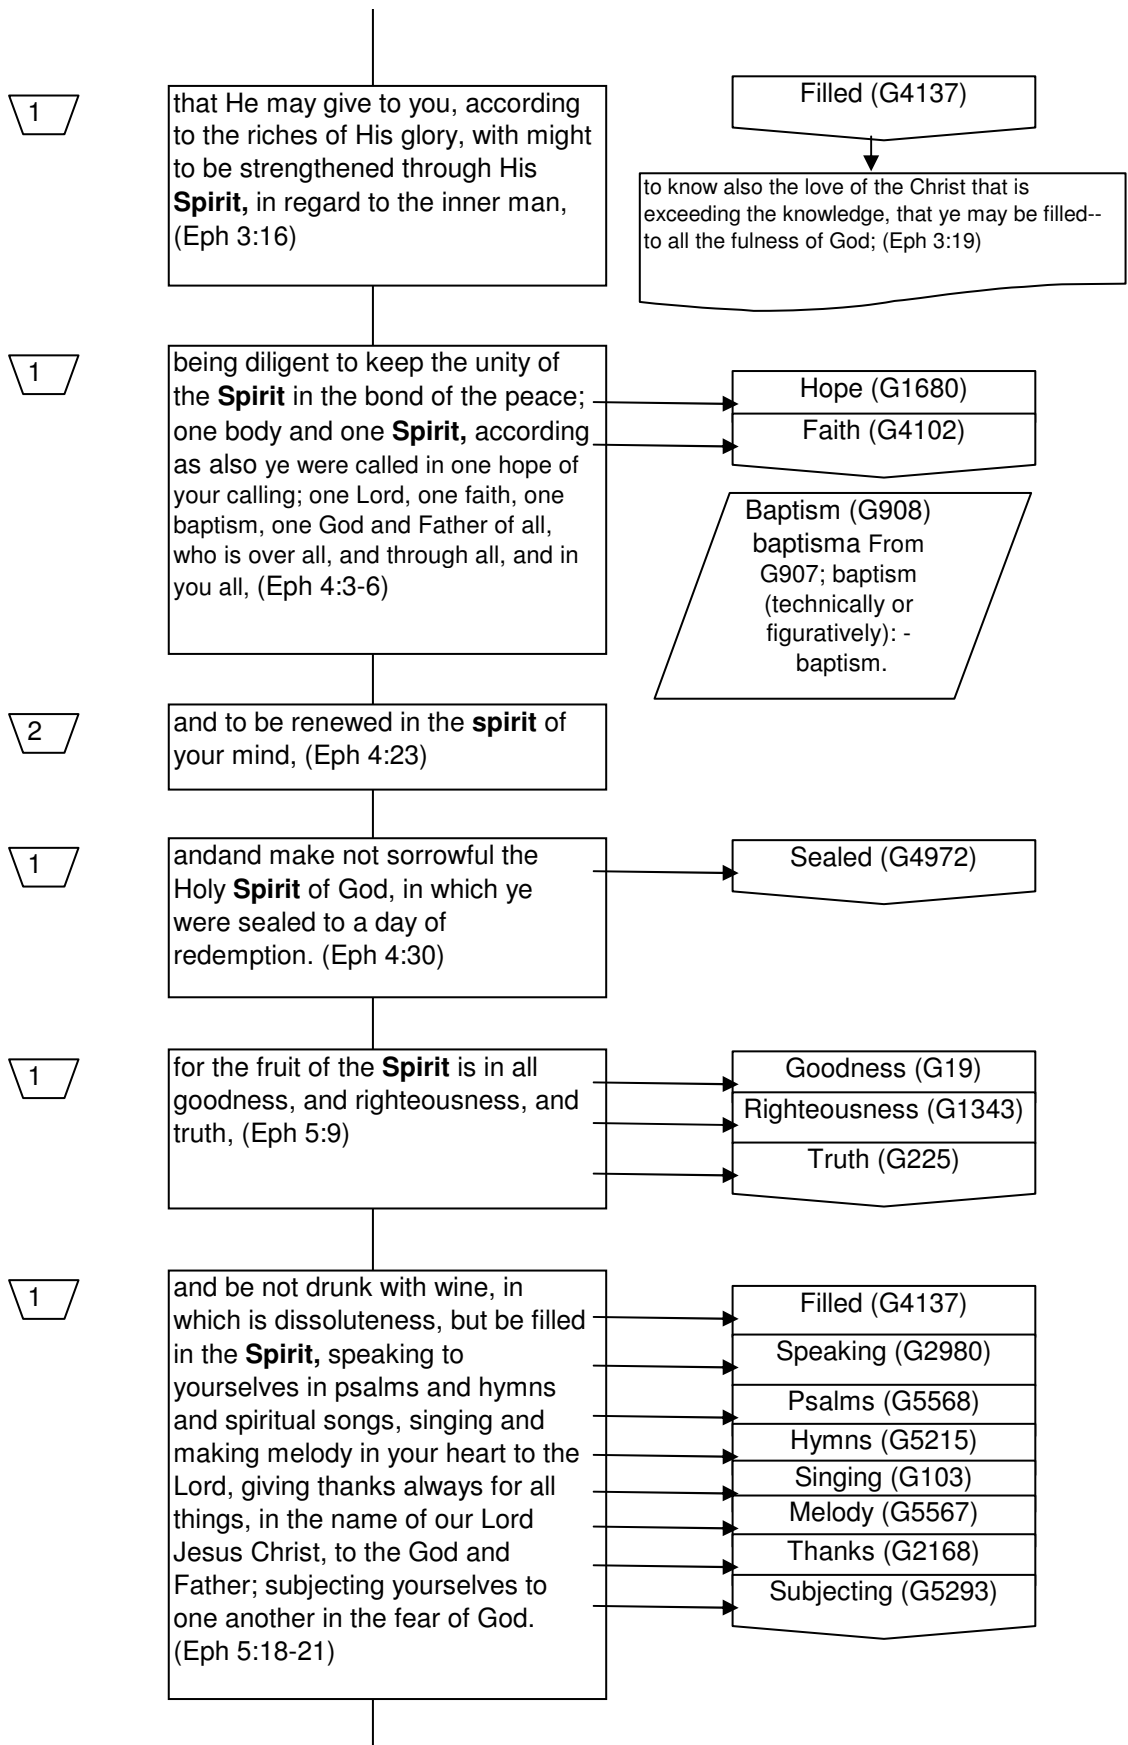 1
that He may give to you, according
to the riches of His glory, with might
to be strengthened through His
Spirit, in regard to the inner man,
(Eph 3:16)
Filled (G4137)
to know also the love of the Christ that is
exceeding the knowledge, that ye may be filled--
to all the fulness of God; (Eph 3:19)
1
being diligent to keep the unity of
the Spirit in the bond of the peace;
one body and one Spirit, according
as also ye were called in one hope of
your calling; one Lord, one faith, one
baptism, one God and Father of all,
who is over all, and through all, and in
you all, (Eph 4:3-6)
Hope (G1680)
Faith (G4102)
Baptism (G908)
baptisma From
G907; baptism
(technically or
figuratively): -
baptism.
2
and to be renewed in the spirit of
your mind, (Eph 4:23)
1
andand make not sorrowful the
Holy Spirit of God, in which ye
were sealed to a day of
redemption. (Eph 4:30)
Sealed (G4972)
1
for the fruit of the Spirit is in all
goodness, and righteousness, and
truth, (Eph 5:9)
Goodness (G19)
Righteousness (G1343)
Truth (G225)
1
and be not drunk with wine, in
which is dissoluteness, but be filled
in the Spirit, speaking to
yourselves in psalms and hymns
and spiritual songs, singing and
making melody in your heart to the
Lord, giving thanks always for all
things, in the name of our Lord
Jesus Christ, to the God and
Father; subjecting yourselves to
one another in the fear of God.
(Eph 5:18-21)
Filled (G4137)
Speaking (G2980)
Psalms (G5568)
Hymns (G5215)
Singing (G103)
Melody (G5567)
Thanks (G2168)
Subjecting (G5293)